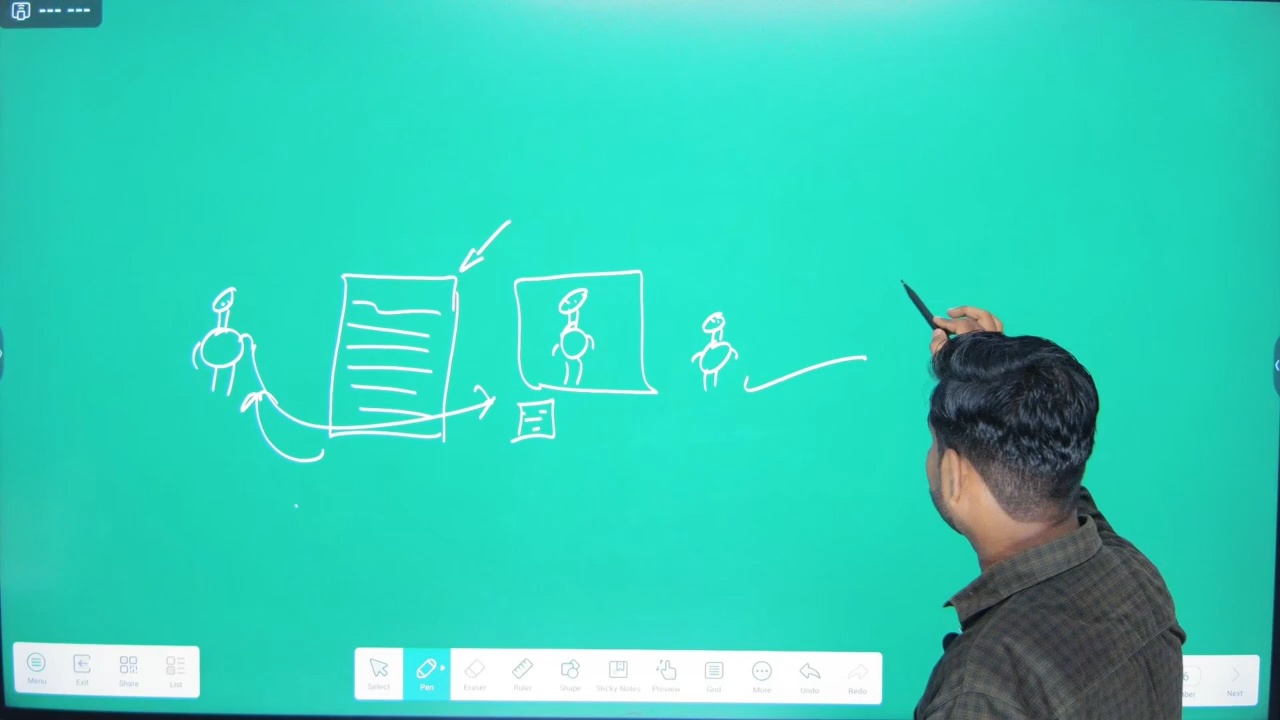 --- ---
Menu
Exit
Share
List
Select
Pen
Eraser
Ruler
Shape
Sticky Notes
Preview
Grid
More
Undo
Redo
Next